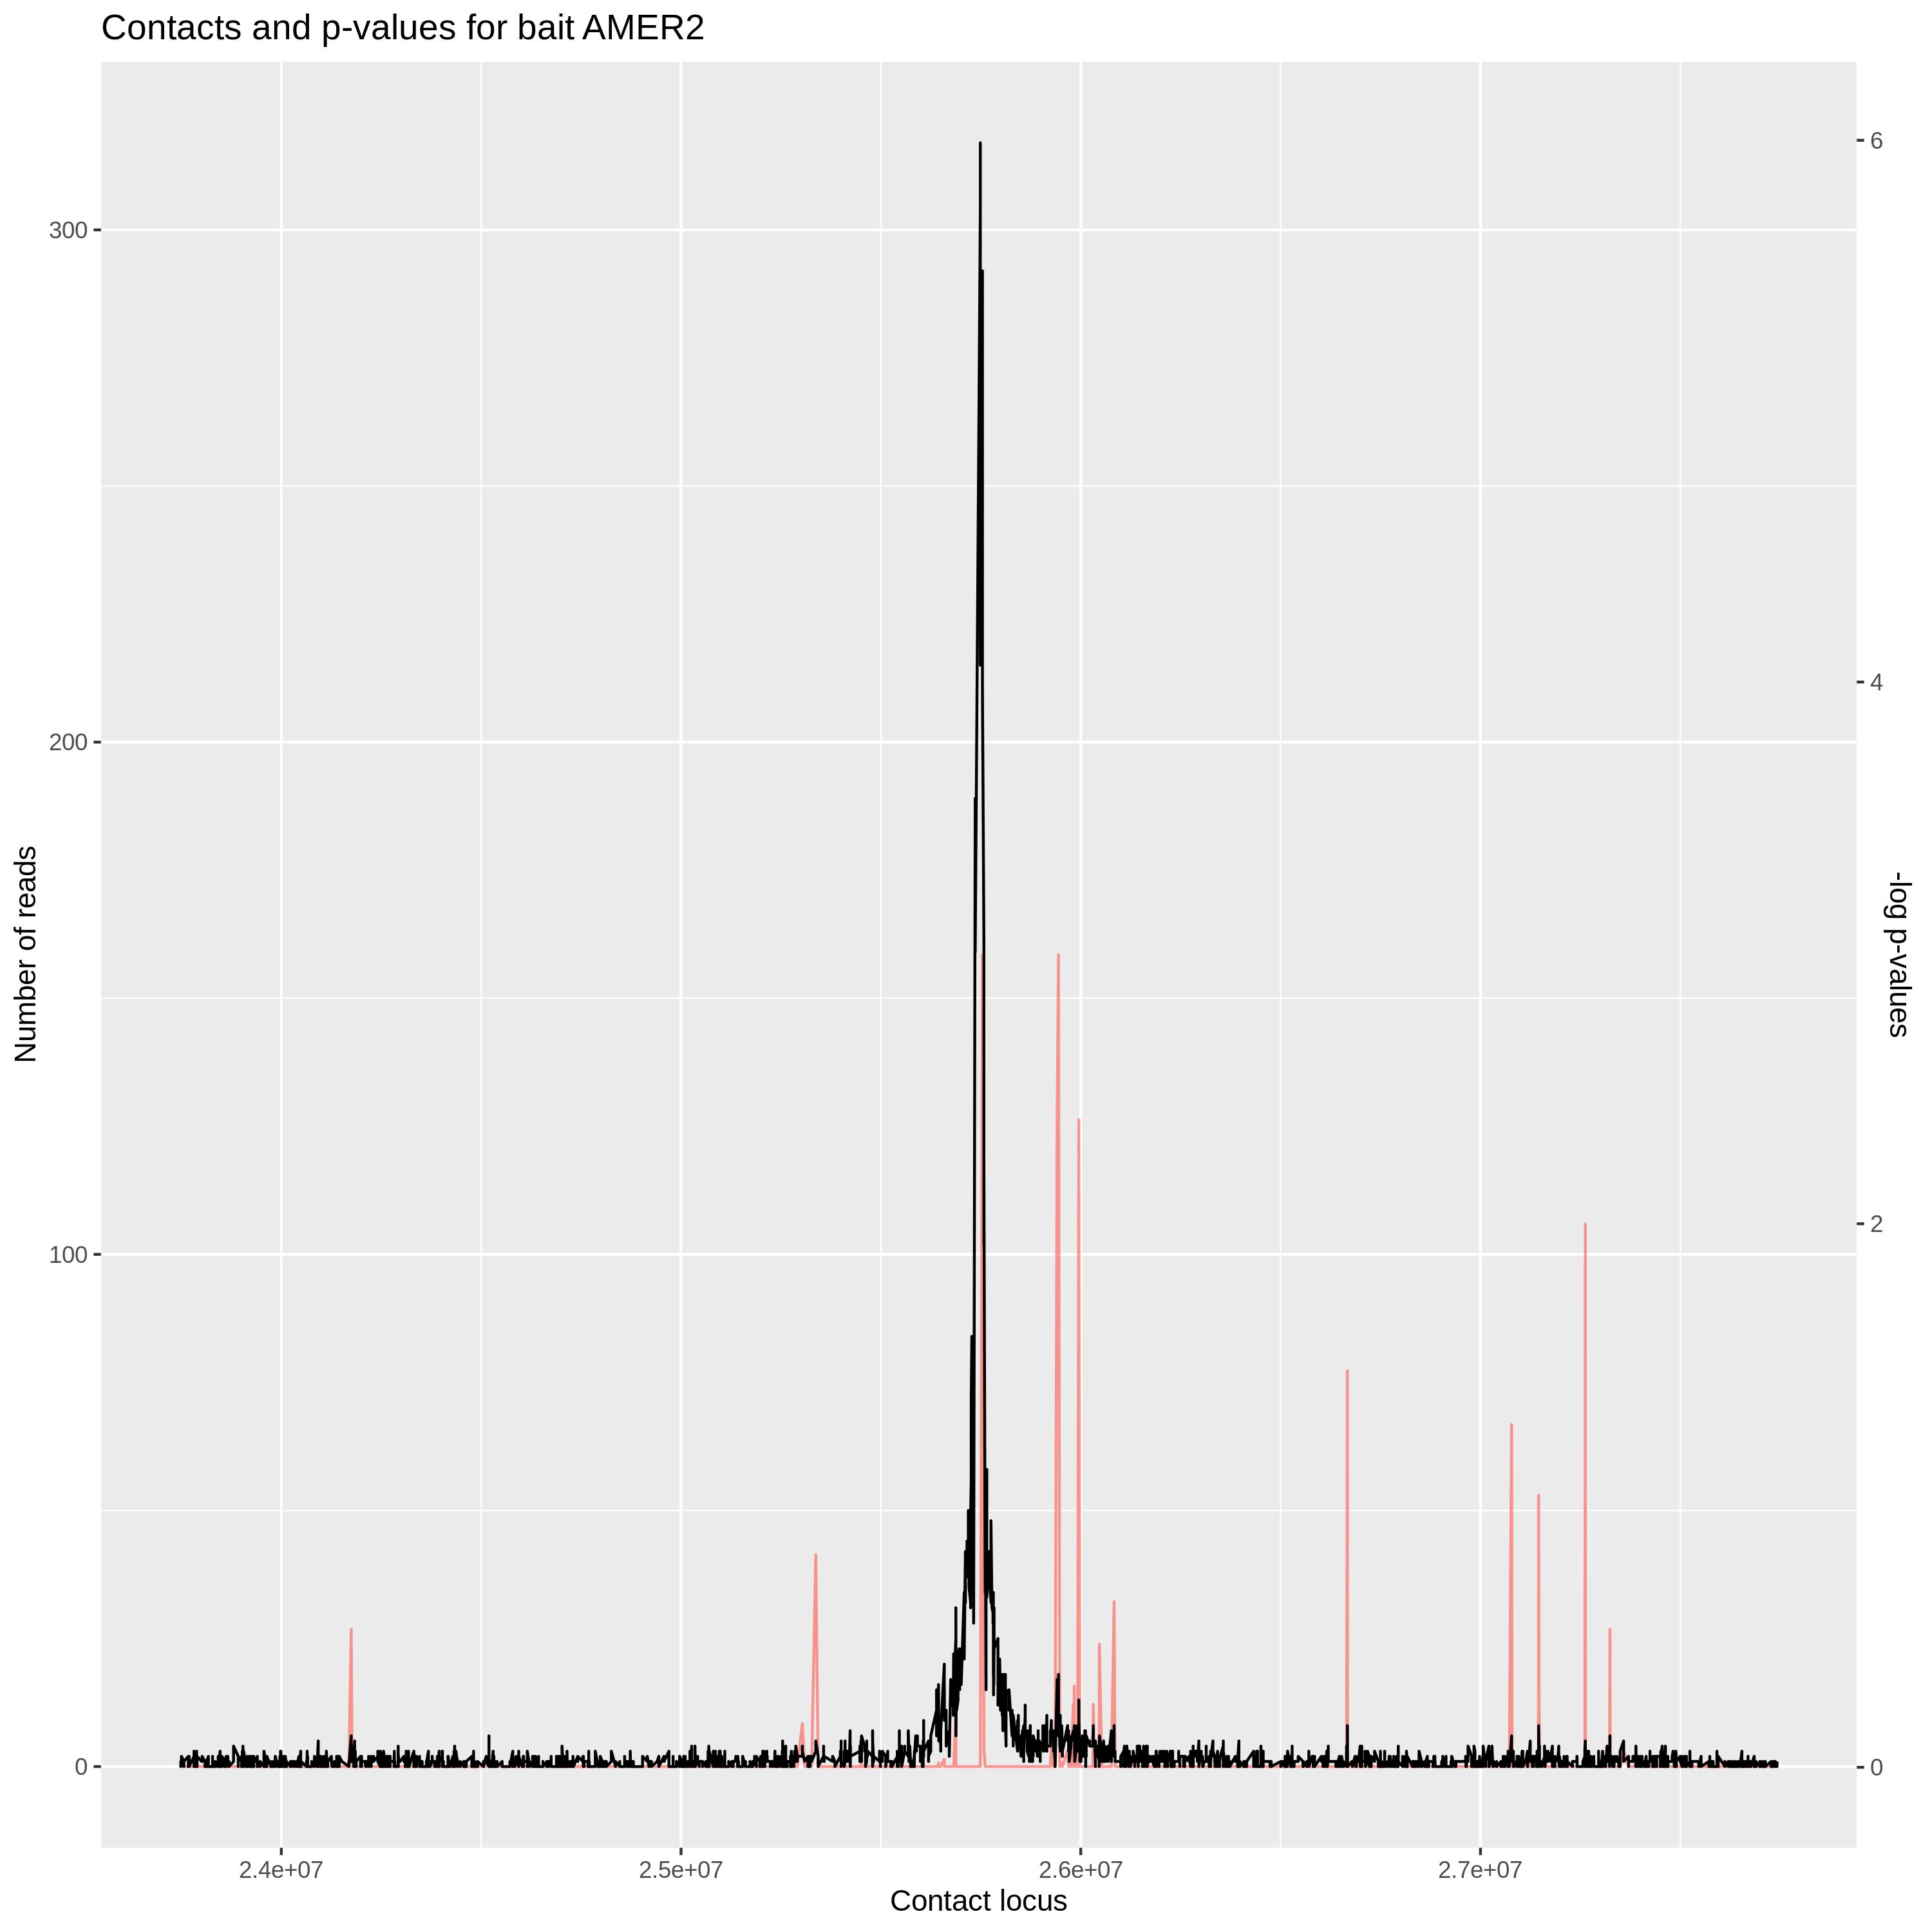 Contacts and p-values for bait AMER2
Number of reads
300
200
100
0
6
4
2
0
-log p-values
2.4e+07
2.5e+07
2.6e+07
2.7e+07
Contact locus